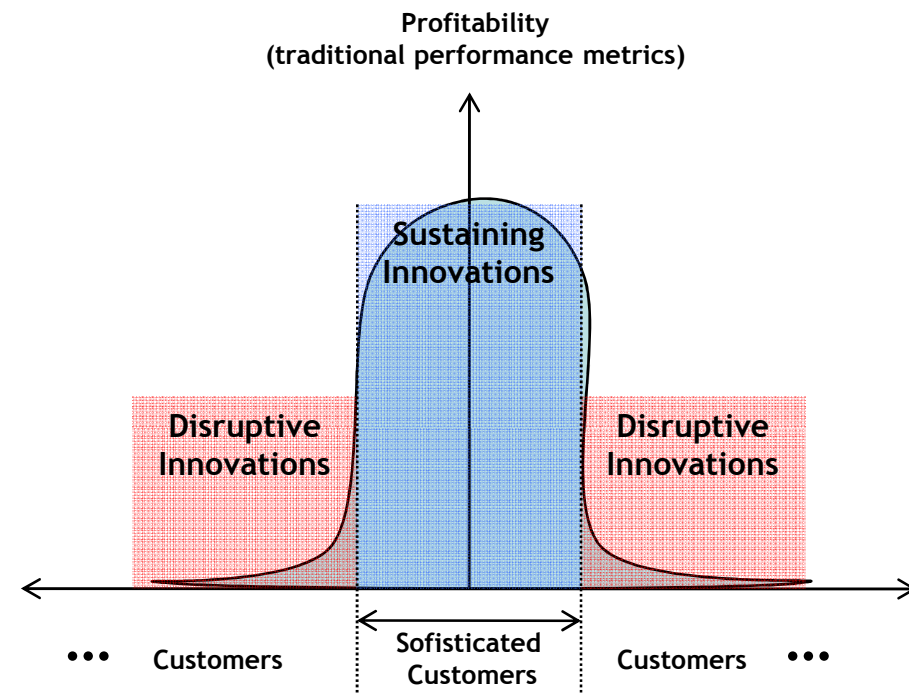 Profitability
(traditional performance metrics)
Sustaining
Innovations
Disruptive
Innovations
Disruptive
Innovations
••• Customers
Sofisticated
Customers
Customers •••